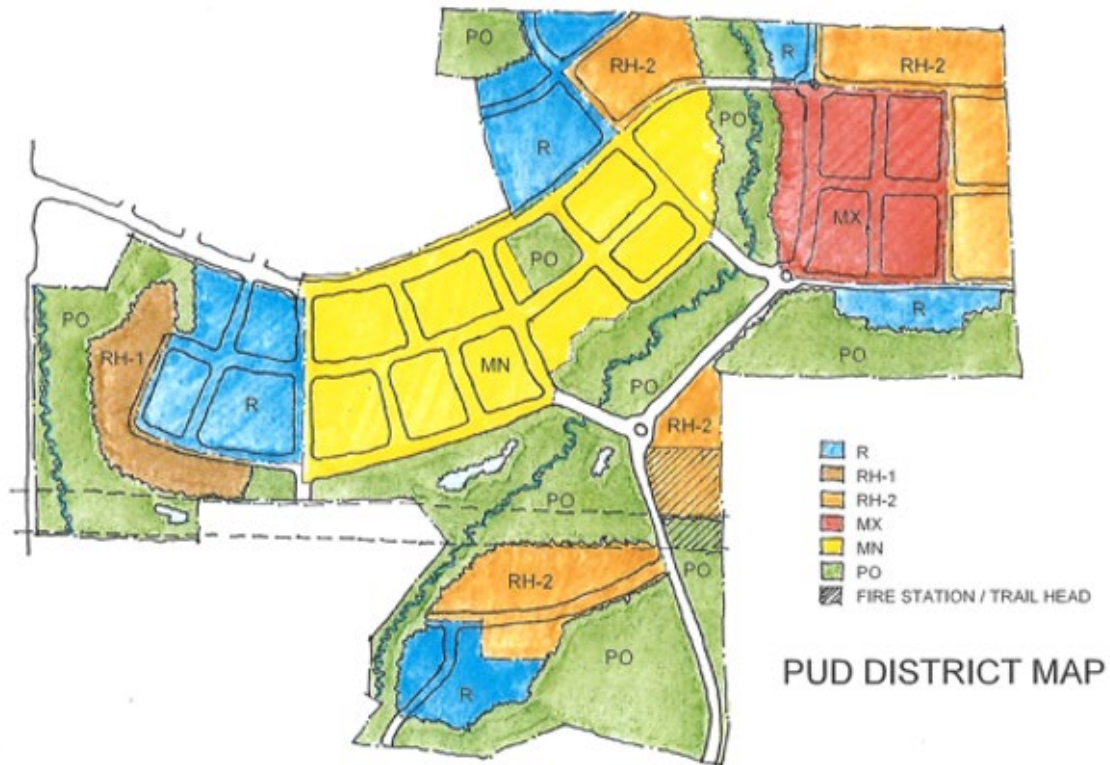 PO
RH-2
R
RH-2
PO
R
MX
PO
PO
RH-1
R
MN
PO
R
PO
RH-2
PO
RH-2
PO
PO
R
R
RH-1
RH-2
MX
MN
PO
FIRE STATION / TRAIL HEAD
PUD DISTRICT MAP